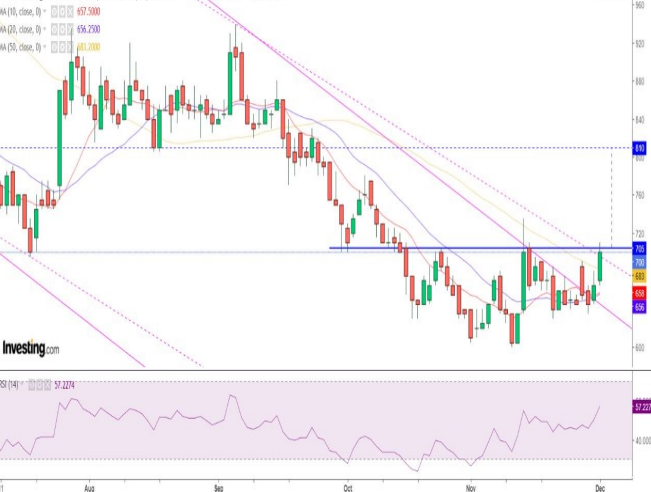 MA (10, close, 0) 657.5000
MA (20, close, 0) 656.2500
MA (50, close, 0)
960
920
880
840
810
800
760
720
705
700
683
658
656
600
Investing.com
RSI (14) 57.2274
57.227
40.000
Aug
Sep
Oct
Nov
Dec